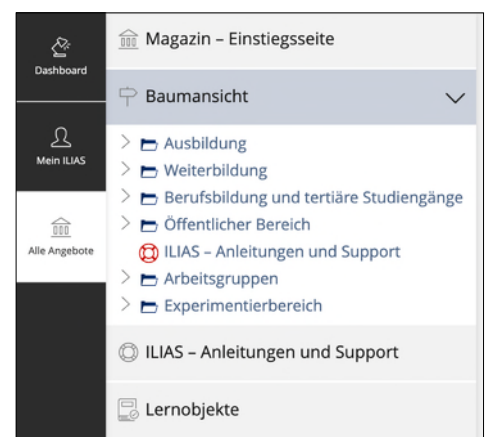 Dashboard
Mein ILIAS
Alle Angebote
Magazin – Einstiegsseite
Baumansicht
Ausbildung
Weiterbildung
Berufsbildung und tertiäre Studiengänge
Öffentlicher Bereich
ILIAS – Anleitungen und Support
Arbeitsgruppen
Experimentierbereich
ILIAS – Anleitungen und Support
Lernobjekte